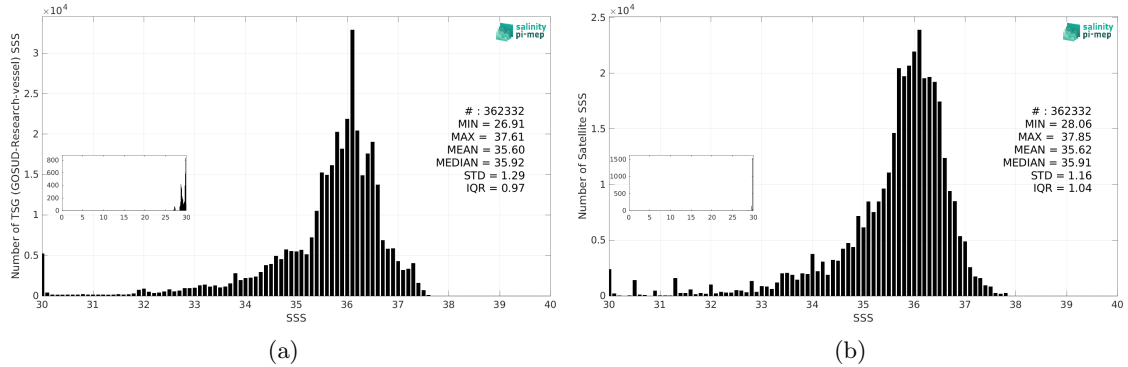 ×10⁴
3
2.5
2
1.5
1
0.5
0
Number of TSG (GOSUD-Research-vessel) SSS
30 31 32 33 34 35 36 37 38 39 40
SSS
salinity
pi-mep
# : 362332
MIN = 26.91
MAX = 37.61
MEAN = 35.60
MEDIAN = 35.92
STD = 1.29
IQR = 0.97
800
600
400
200
0
0 5 10 15 20 25 30
(a)
×10⁴
2.5
2
1.5
1
0.5
0
Number of Satellite SSS
30 31 32 33 34 35 36 37 38 39 40
SSS
salinity
pi-mep
# : 362332
MIN = 28.06
MAX = 37.85
MEAN = 35.62
MEDIAN = 35.91
STD = 1.16
IQR = 1.04
1500
1000
500
0
0 5 10 15 20 25 30
(b)